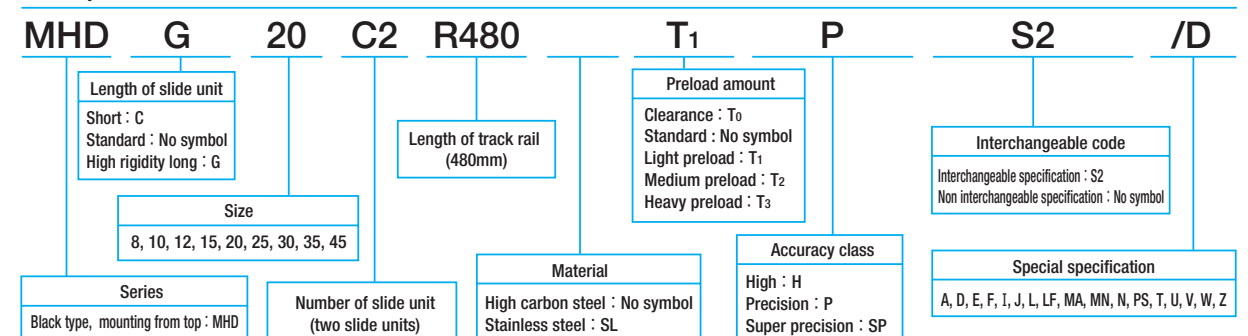 MHD G 20 C2 R480 T1 P S2 /D
Length of slide unit
Short：C
Standard：No symbol
High rigidity long：G
Size
8, 10, 12, 15, 20, 25, 30, 35, 45
Series
Black type, mounting from top：MHD
Number of slide unit
(two slide units)
Length of track rail
(480mm)
Material
High carbon steel：No symbol
Stainless steel：SL
Preload amount
Clearance：T0
Standard : No symbol
Light preload：T1
Medium preload：T2
Heavy preload：T3
Accuracy class
High：H
Precision：P
Super precision：SP
Interchangeable code
Interchangeable specification：S2
Non interchangeable specification：No symbol
Special specification
A, D, E, F, I, J, L, LF, MA, MN, N, PS, T, U, V, W, Z